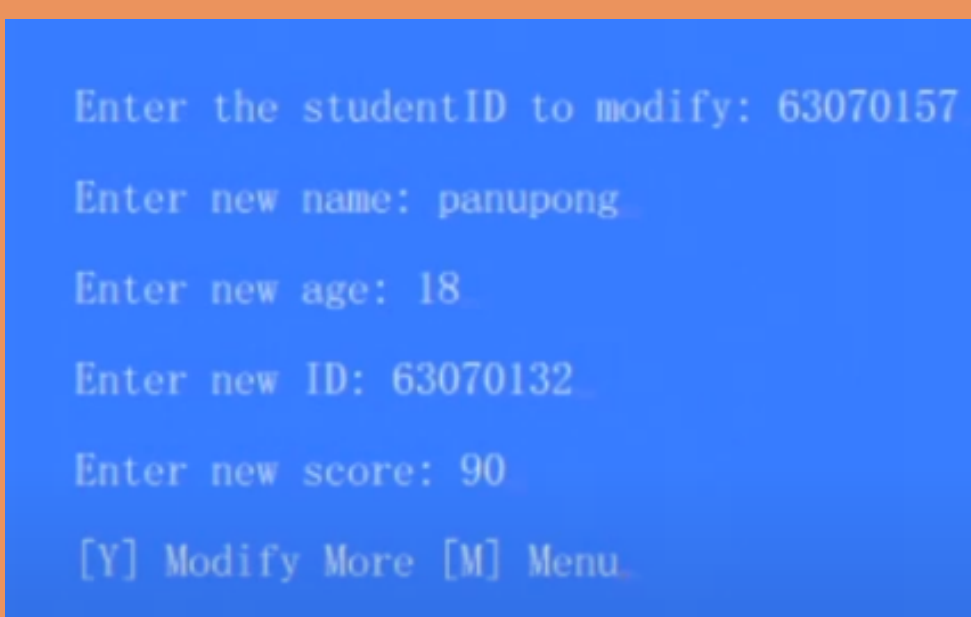 Enter the studentID to modify: 63070157
Enter new name: panupong
Enter new age: 18
Enter new ID: 63070132
Enter new score: 90
[Y] Modify More [M] Menu